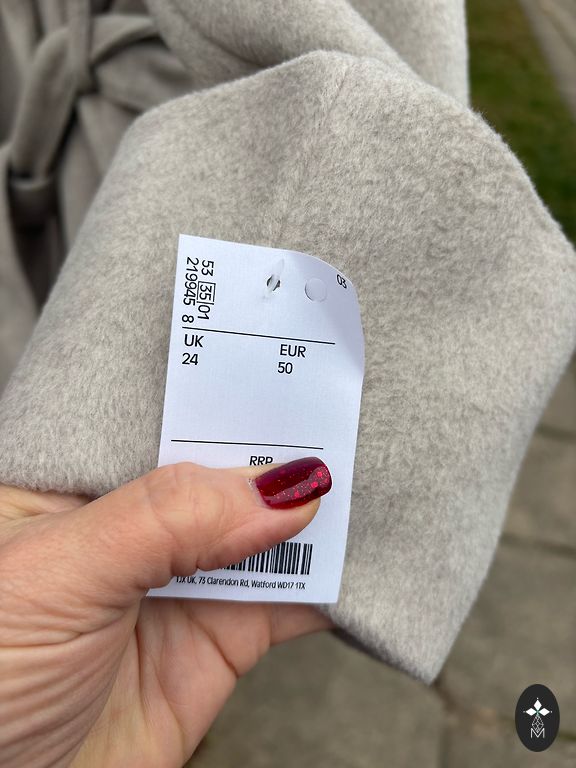 03
53 35 01
219945 8
UK EUR
24 50
RRP
TJX UK, 73 Clarendon Rd, Watford WD17 1TX
M